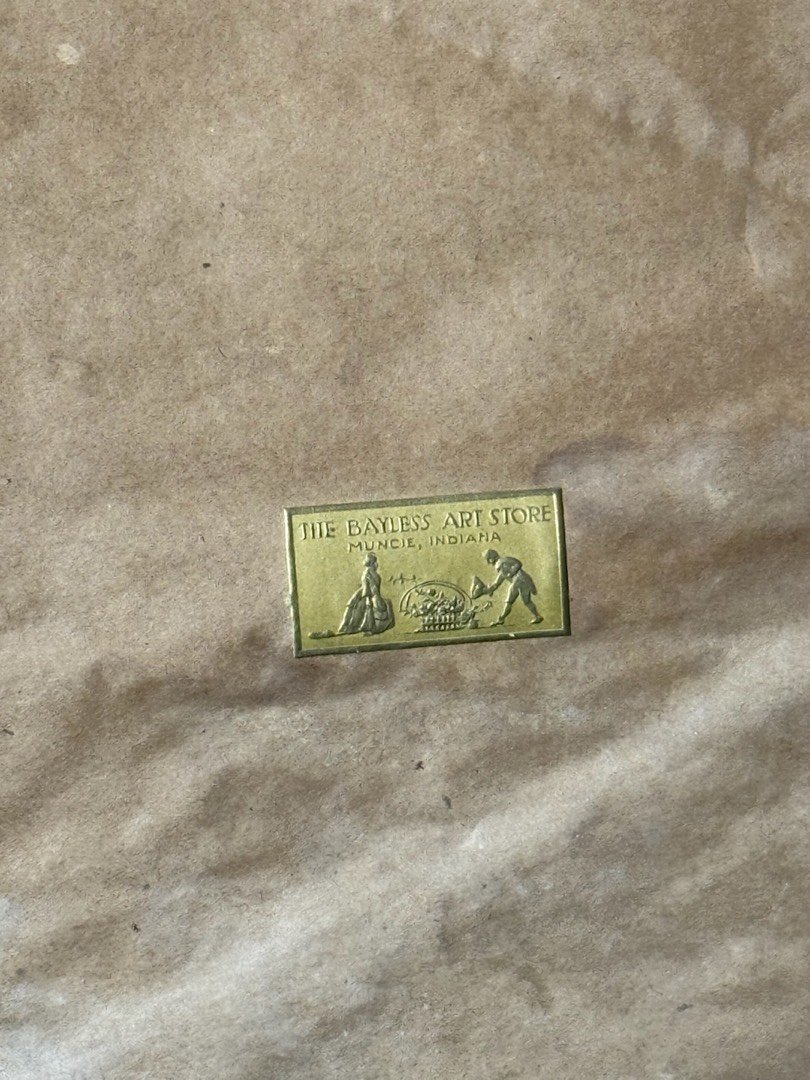 THE BAYLESS ART STORE
MUNCIE, INDIANA